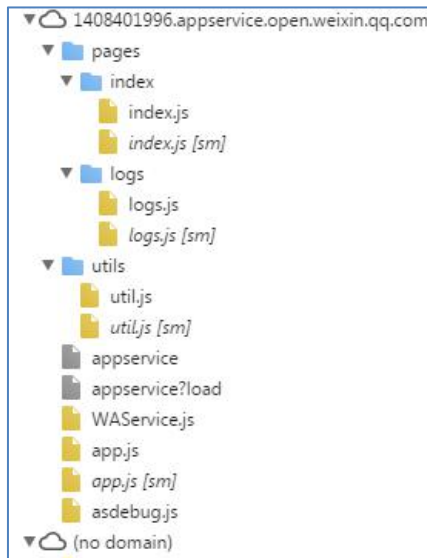 1408401996.appservice.open.weixin.qq.com
pages
index
index.js
index.js [sm]
logs
logs.js
logs.js [sm]
utils
util.js
util.js [sm]
appservice
appservice?load
WAService.js
app.js
app.js [sm]
asdebug.js
(no domain)